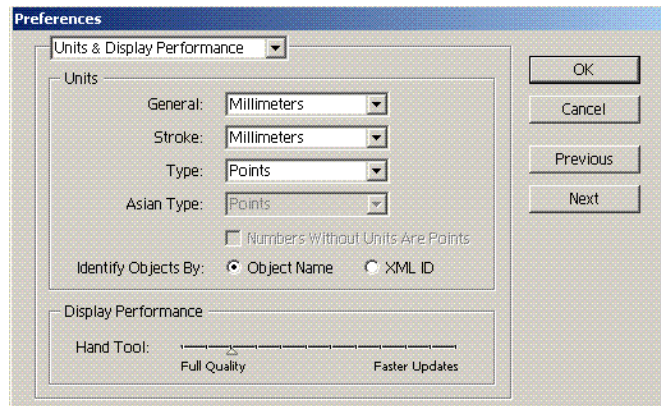 Preferences
Units & Display Performance
OK
Units
General: Millimeters
Cancel
Stroke: Millimeters
Previous
Type: Points
Next
Asian Type: Points
Numbers Without Units Are Points
Identify Objects By: Object Name XML ID
Display Performance
Hand Tool:
Full Quality Faster Updates